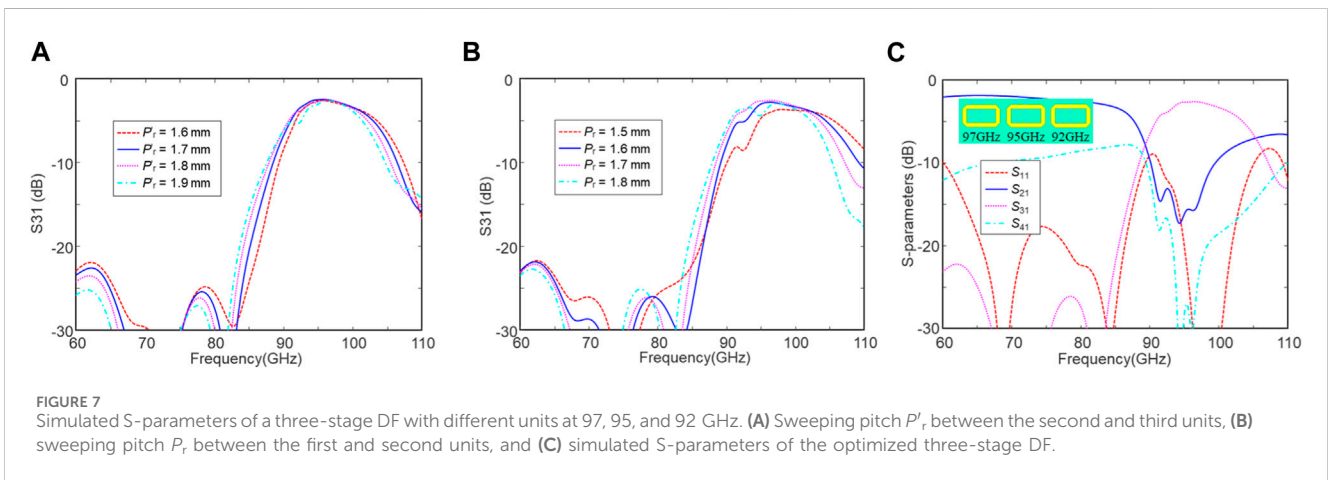 A
0
-10
-20
-30
S31 (dB)
P'r = 1.6 mm
P'r = 1.7 mm
P'r = 1.8 mm
P'r = 1.9 mm
60 70 80 90 100 110
Frequency(GHz)
B
0
-10
-20
-30
S31 (dB)
Pr = 1.5 mm
Pr = 1.6 mm
Pr = 1.7 mm
Pr = 1.8 mm
60 70 80 90 100 110
Frequency(GHz)
C
0
-10
-20
-30
S-parameters (dB)
97GHz 95GHz 92GHz
S11
S21
S31
S41
60 70 80 90 100 110
Frequency(GHz)
FIGURE 7
Simulated S-parameters of a three-stage DF with different units at 97, 95, and 92 GHz. (A) Sweeping pitch P′r between the second and third units, (B)
sweeping pitch Pr between the first and second units, and (C) simulated S-parameters of the optimized three-stage DF.